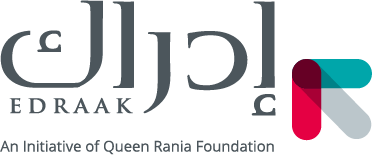 إدراك
EDRAAK
An Initiative of Queen Rania Foundation